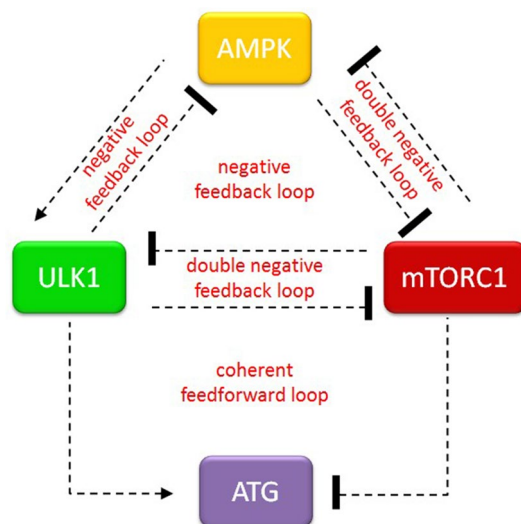 AMPK
negative
feedback loop
double negative
feedback loop
negative
feedback loop
ULK1
double negative
feedback loop
mTORC1
coherent
feedforward loop
ATG